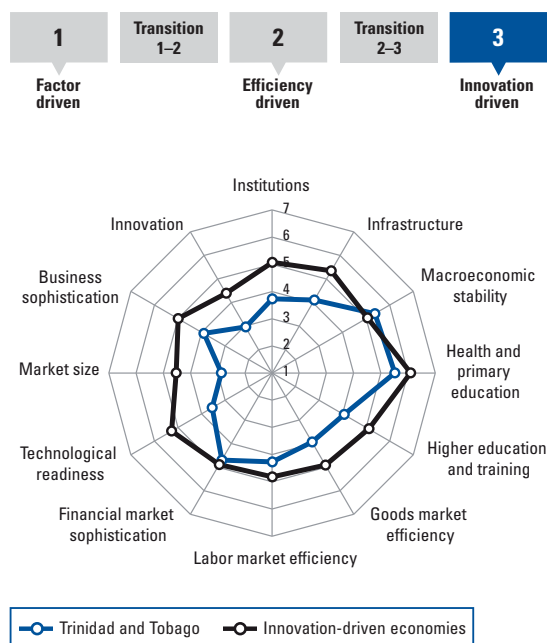 1
Transition
1–2
2
Transition
2–3
3
Factor
driven
Efficiency
driven
Innovation
driven
Institutions
7
6
5
4
3
2
1
Infrastructure
Macroeconomic
stability
Health and
primary
education
Higher education
and training
Goods market
efficiency
Labor market efficiency
Financial market
sophistication
Technological
readiness
Market size
Business
sophistication
Innovation
Trinidad and Tobago
Innovation-driven economies